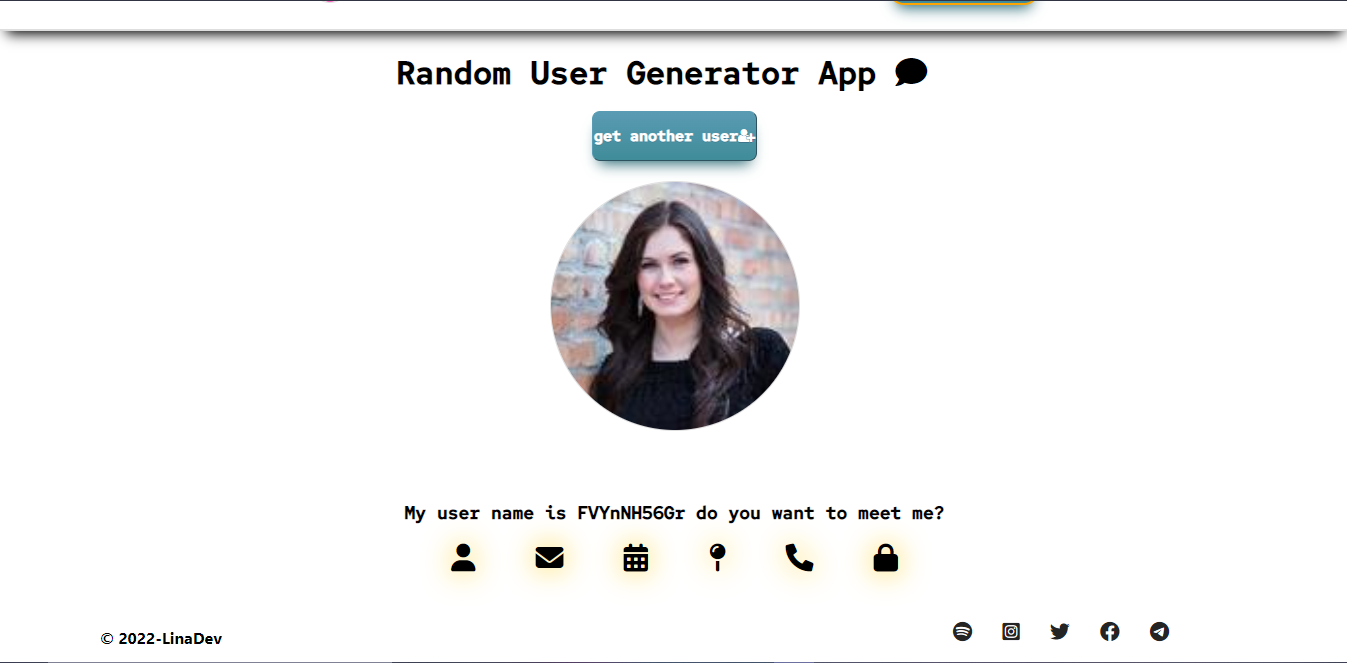 Random User Generator App
get another user
My user name is FVYnNH56Gr do you want to meet me?
© 2022-LinaDev